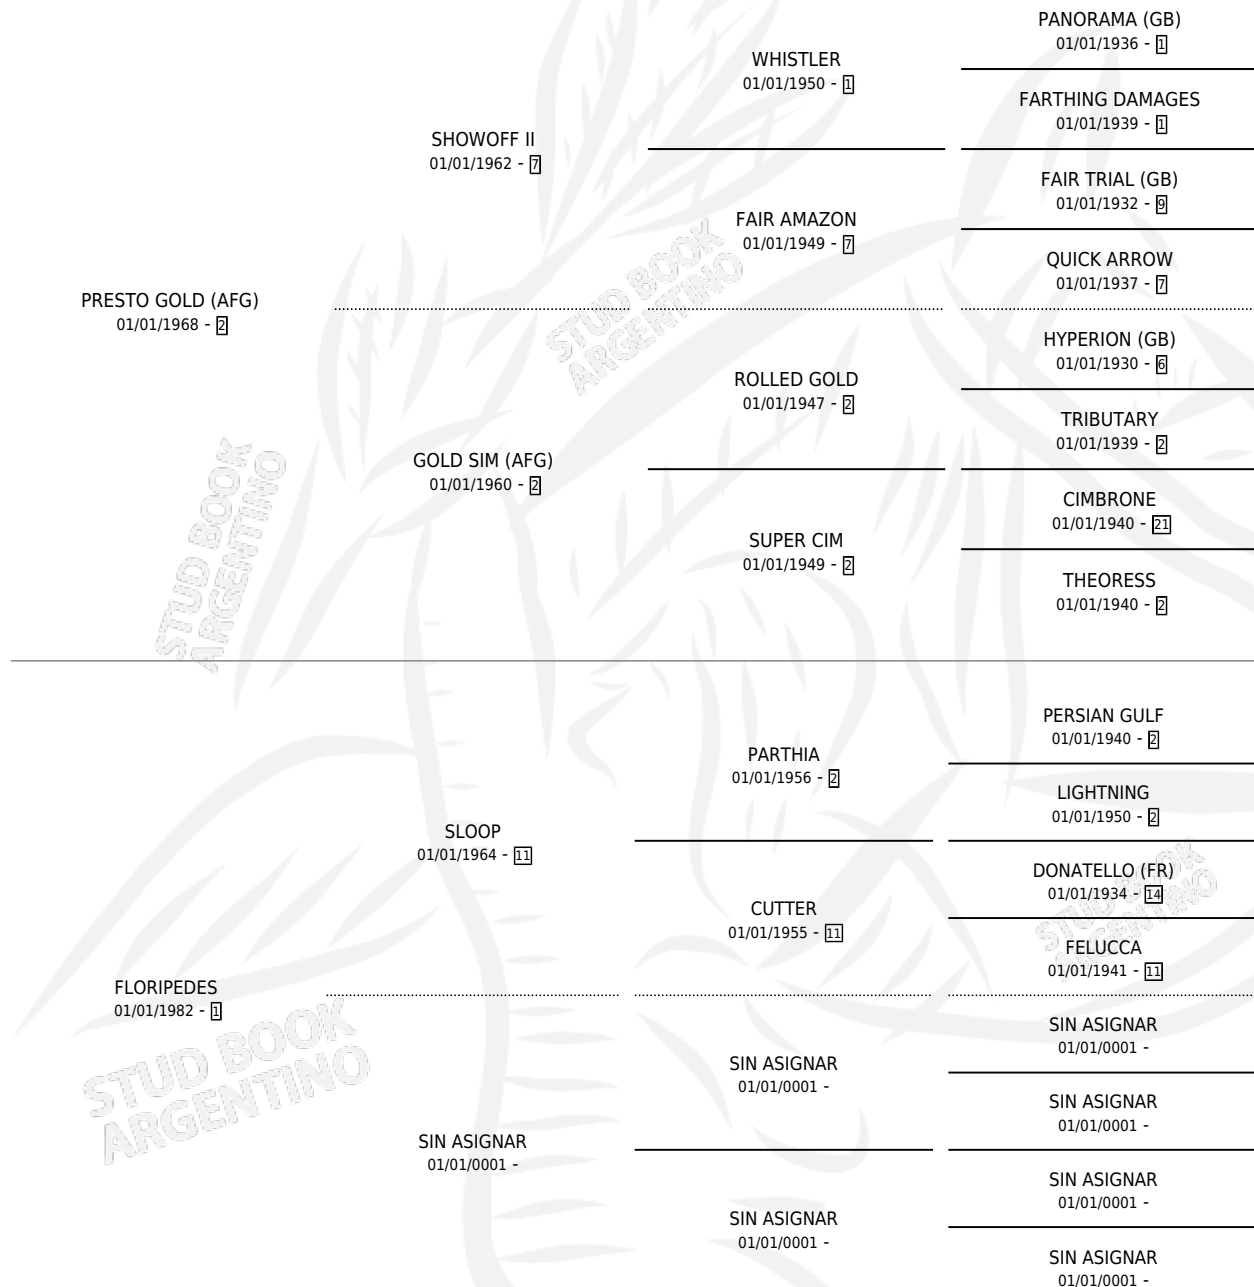 PANORAMA (GB)
01/01/1936 - 1
WHISTLER
01/01/1950 - 1
FARTHING DAMAGES
01/01/1939 - 1
SHOWOFF II
01/01/1962 - 7
FAIR TRIAL (GB)
01/01/1932 - 9
FAIR AMAZON
01/01/1949 - 7
QUICK ARROW
01/01/1937 - 7
PRESTO GOLD (AFG)
01/01/1968 - 2
HYPERION (GB)
01/01/1930 - 6
ROLLED GOLD
01/01/1947 - 2
TRIBUTARY
01/01/1939 - 2
GOLD SIM (AFG)
01/01/1960 - 2
CIMBRONE
01/01/1940 - 21
SUPER CIM
01/01/1949 - 2
THEORESS
01/01/1940 - 2
PERSIAN GULF
01/01/1940 - 2
PARTHIA
01/01/1956 - 2
LIGHTNING
01/01/1950 - 2
SLOOP
01/01/1964 - 11
DONATELLO (FR)
01/01/1934 - 14
CUTTER
01/01/1955 - 11
FELUCCA
01/01/1941 - 11
FLORIPEDES
01/01/1982 - 1
SIN ASIGNAR
01/01/0001 -
SIN ASIGNAR
01/01/0001 -
SIN ASIGNAR
01/01/0001 -
SIN ASIGNAR
01/01/0001 -
SIN ASIGNAR
01/01/0001 -
SIN ASIGNAR
01/01/0001 -
SIN ASIGNAR
01/01/0001 -
STUD BOOK
ARGENTINO
STUD BOOK
ARGENTINO
STUD BOOK
ARGENTINO
STUD BOOK
ARGENTINO